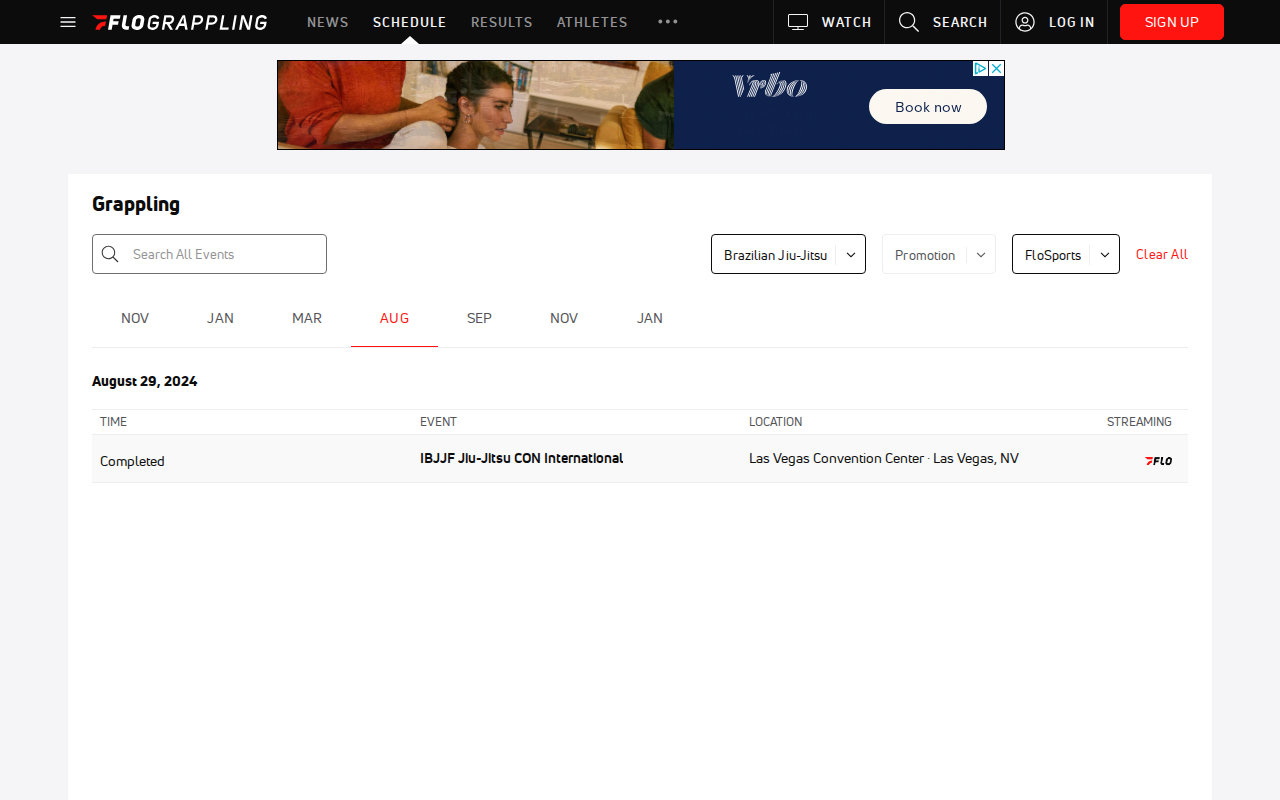 FLOGRAPPLING NEWS SCHEDULE RESULTS ATHLETES WATCH SEARCH LOG IN SIGN UP
Vrbo
Book now
Grappling
Search All Events Brazilian Jiu-Jitsu Promotion FloSports Clear All
NOV JAN MAR AUG SEP NOV JAN
August 29, 2024
TIME EVENT LOCATION STREAMING
Completed IBJJF Jiu-Jitsu CON International Las Vegas Convention Center · Las Vegas, NV FLO